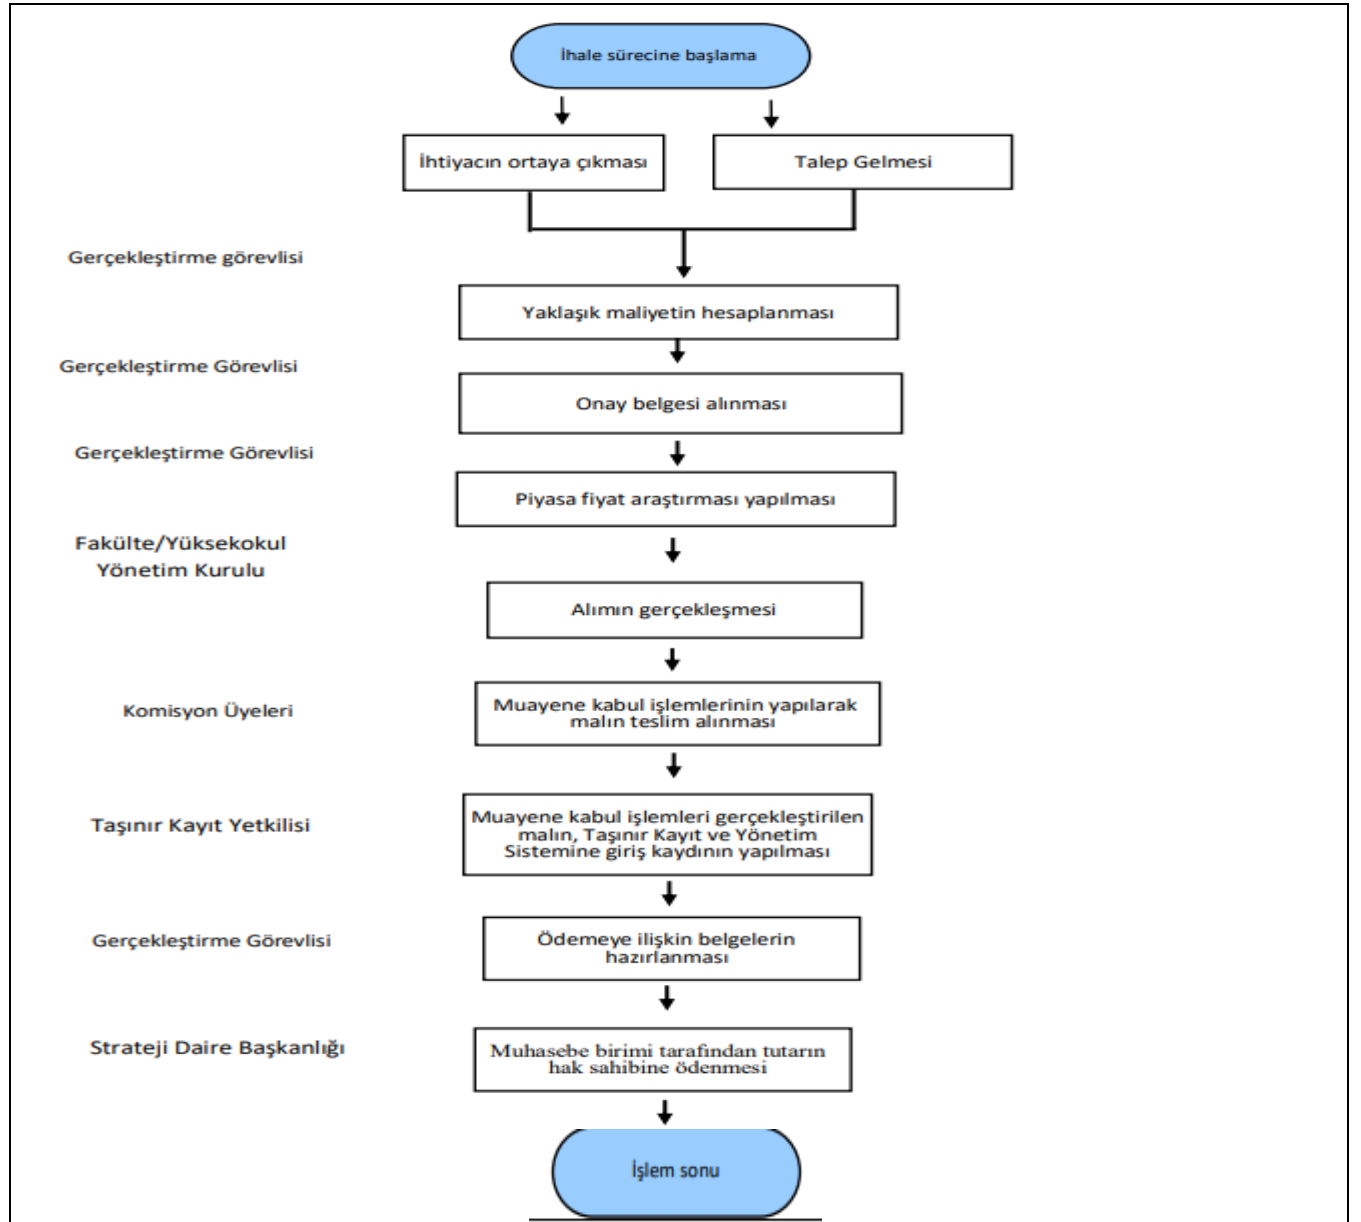 İhale sürecine başlama
İhtiyacın ortaya çıkması
Talep Gelmesi
Gerçekleştirme görevlisi
Yaklaşık maliyetin hesaplanması
Gerçekleştirme Görevlisi
Onay belgesi alınması
Gerçekleştirme Görevlisi
Piyasa fiyat araştırması yapılması
Fakülte/Yüksekokul
Yönetim Kurulu
Alımın gerçekleşmesi
Komisyon Üyeleri
Muayene kabul işlemlerinin yapılarak
malın teslim alınması
Taşınır Kayıt Yetkilisi
Muayene kabul işlemleri gerçekleştirilen
malın, Taşınır Kayıt ve Yönetim
Sistemine giriş kaydının yapılması
Gerçekleştirme Görevlisi
Ödemeye ilişkin belgelerin
hazırlanması
Strateji Daire Başkanlığı
Muhasebe birimi tarafından tutarın
hak sahibine ödenmesi
İşlem sonu